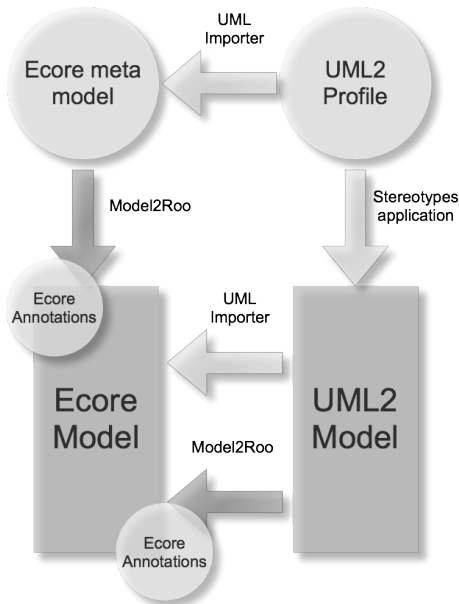 UML
Importer
Ecore meta
model
UML2
Profile
Model2Roo
Stereotypes
application
Ecore
Annotations
UML
Importer
Ecore
Model
UML2
Model
Model2Roo
Ecore
Annotations